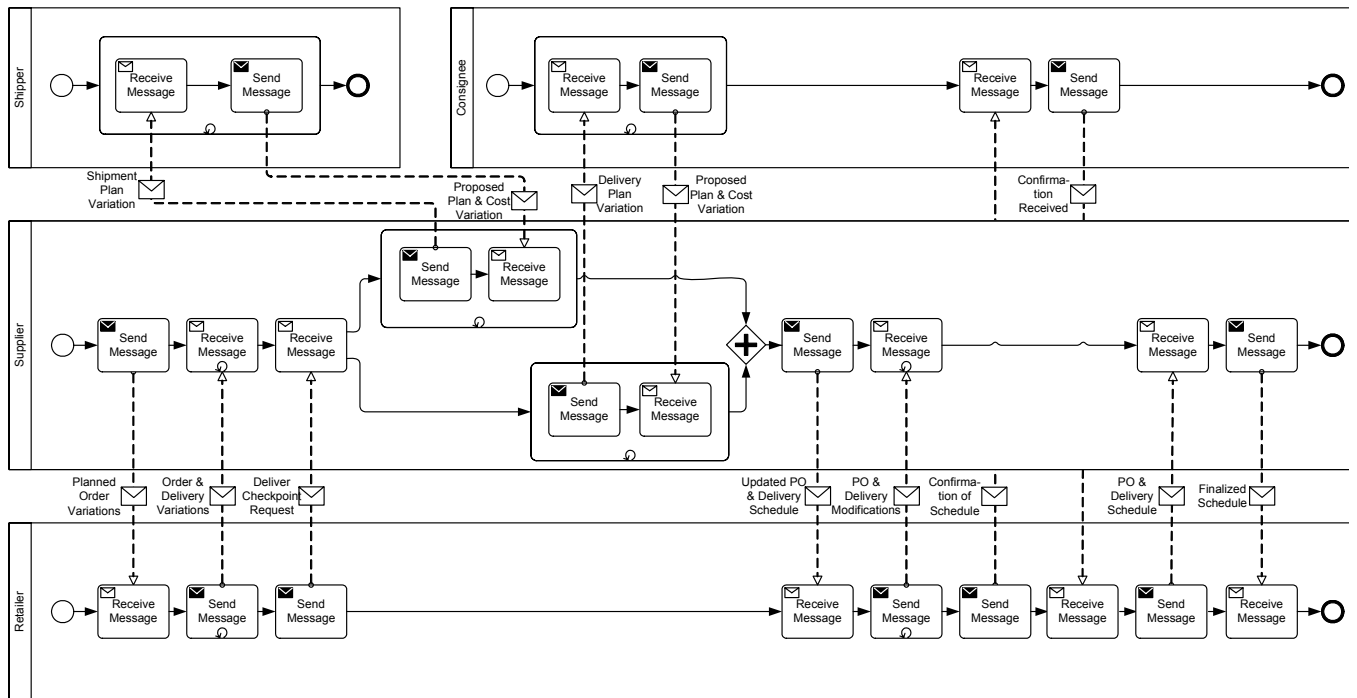 Shipper
Receive
Message
Send
Message
Consignee
Receive
Message
Send
Message
Receive
Message
Send
Message
Shipment
Plan
Variation
Proposed
Plan & Cost
Variation
Delivery
Plan
Variation
Proposed
Plan & Cost
Variation
Confirma-
tion
Received
Supplier
Send
Message
Receive
Message
Receive
Message
Send
Message
Receive
Message
Send
Message
Receive
Message
Send
Message
Receive
Message
Receive
Message
Send
Message
Planned
Order
Variations
Order &
Delivery
Variations
Deliver
Checkpoint
Request
Updated PO
& Delivery
Schedule
PO &
Delivery
Modifications
Confirma-
tion of
Schedule
PO &
Delivery
Schedule
Finalized
Schedule
Retailer
Receive
Message
Send
Message
Send
Message
Receive
Message
Send
Message
Send
Message
Receive
Message
Send
Message
Receive
Message